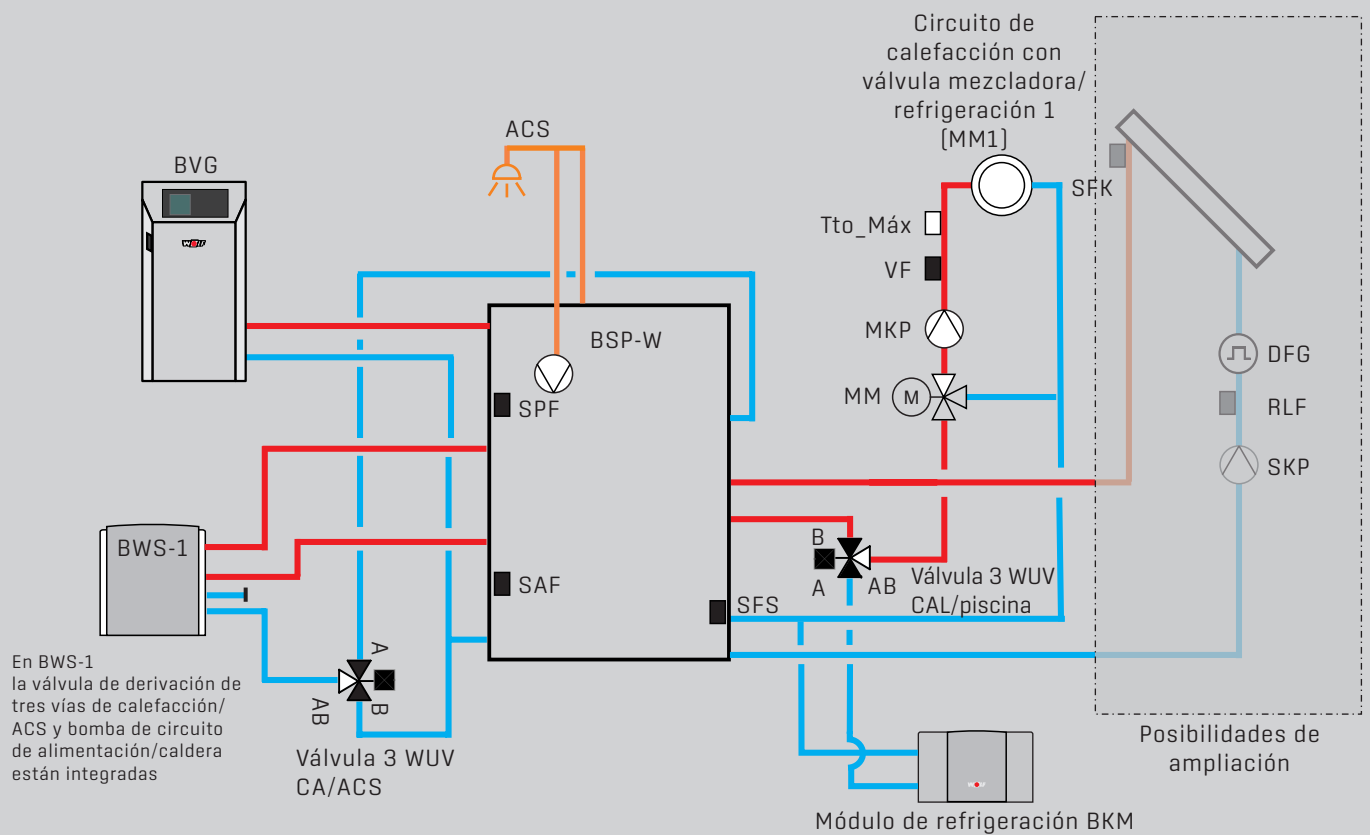 Circuito de
calefacción con
válvula mezcladora/
refrigeración 1
(MM1)
ACS
BVG
WOLF
SFK
Tto_Máx
VF
MKP
BSP-W
DFG
MM
M
SPF
RLF
SKP
BWS-1
B
A
AB
SAF
SFS
Válvula 3 WUV
CAL/piscina
En BWS-1
la válvula de derivación de
tres vías de calefacción/
ACS y bomba de circuito
de alimentación/caldera
están integradas
A
AB
B
Válvula 3 WUV
CA/ACS
Posibilidades de
ampliación
WOLF
Módulo de refrigeración BKM